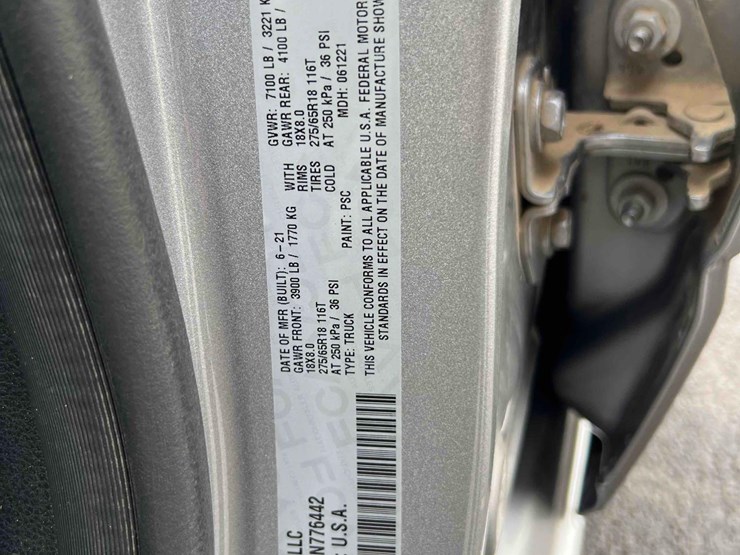 LLC
DATE OF MFR (BUILT): 6-21 GVWR: 7100 LB / 3221 K
GAWR FRONT: 3900 LB / 1770 KG WITH GAWR REAR: 4100 LB /
18X8.0 RIMS 18X8.0
275/65R18 116T TIRES 275/65R18 116T
AT 250 kPa / 36 PSI COLD AT 250 kPa / 36 PSI
N776442 TYPE: TRUCK PAINT: PSC MDH: 061221
THIS VEHICLE CONFORMS TO ALL APPLICABLE U.S.A. FEDERAL MOTOR
STANDARDS IN EFFECT ON THE DATE OF MANUFACTURE SHOW
U.S.A.